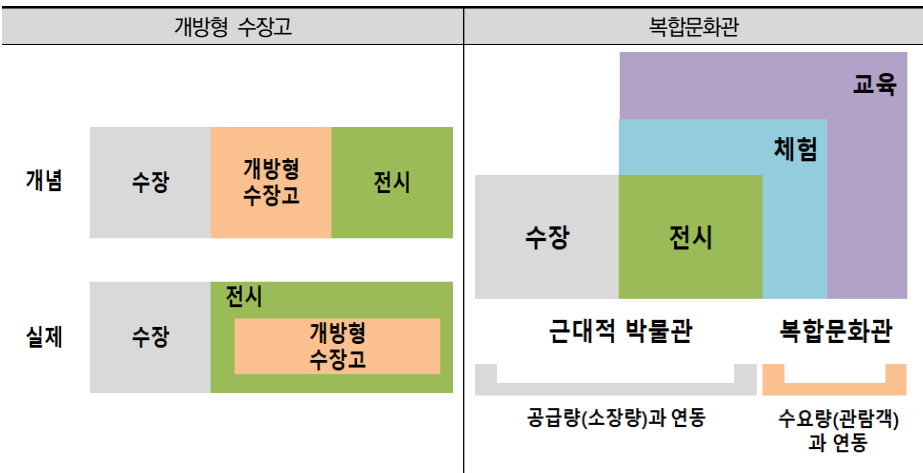 개방형 수장고
복합문화관
개념
수장
개방형
수장고
전시
실제
수장
전시
개방형
수장고
교육
체험
수장
전시
근대적 박물관
복합문화관
공급량(소장량)과 연동
수요량(관람객)
과 연동